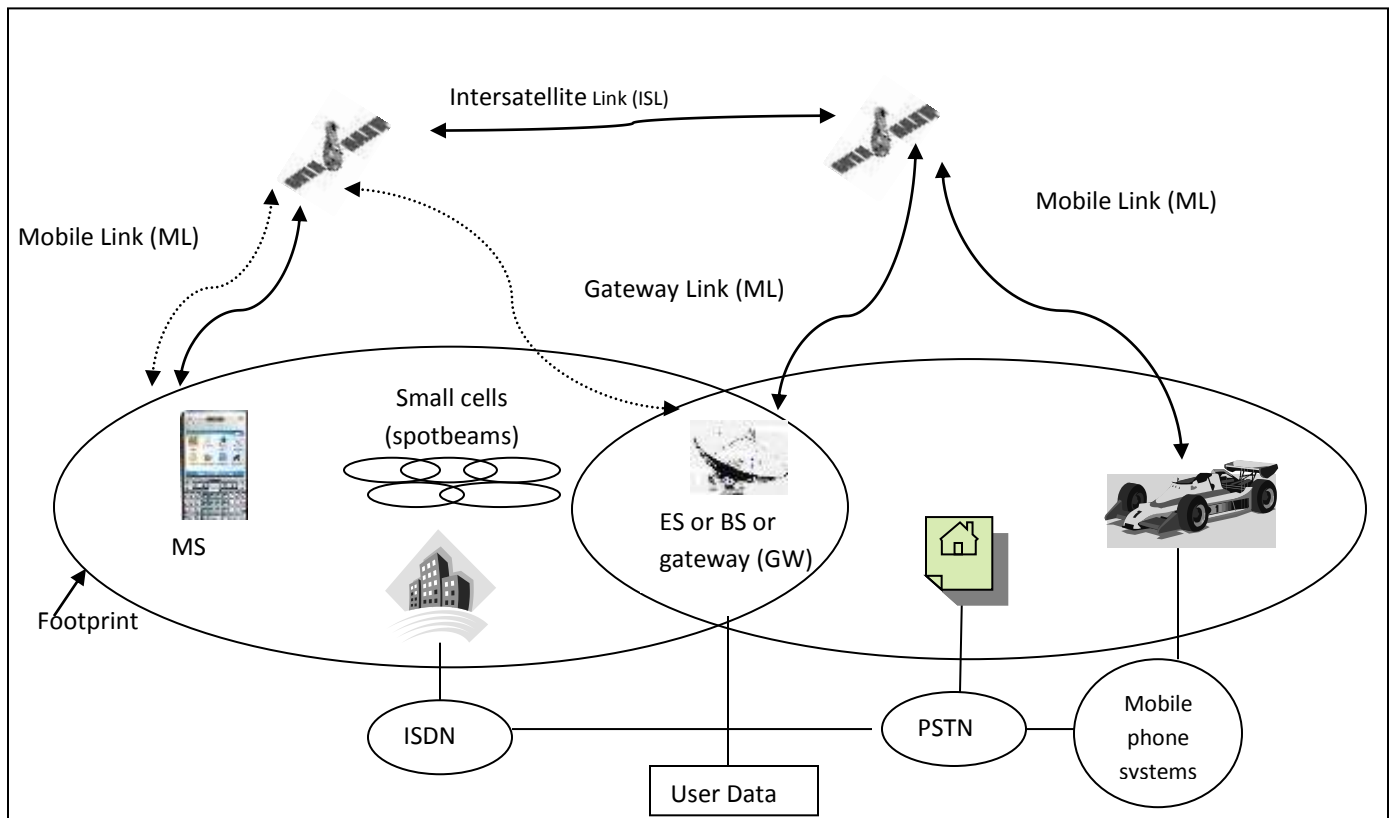 Intersatellite Link (ISL)
Mobile Link (ML)
Mobile Link (ML)
Gateway Link (ML)
Small cells
(spotbeams)
MS
ES or BS or
gateway (GW)
Footprint
ISDN
PSTN
Mobile
phone
systems
User Data